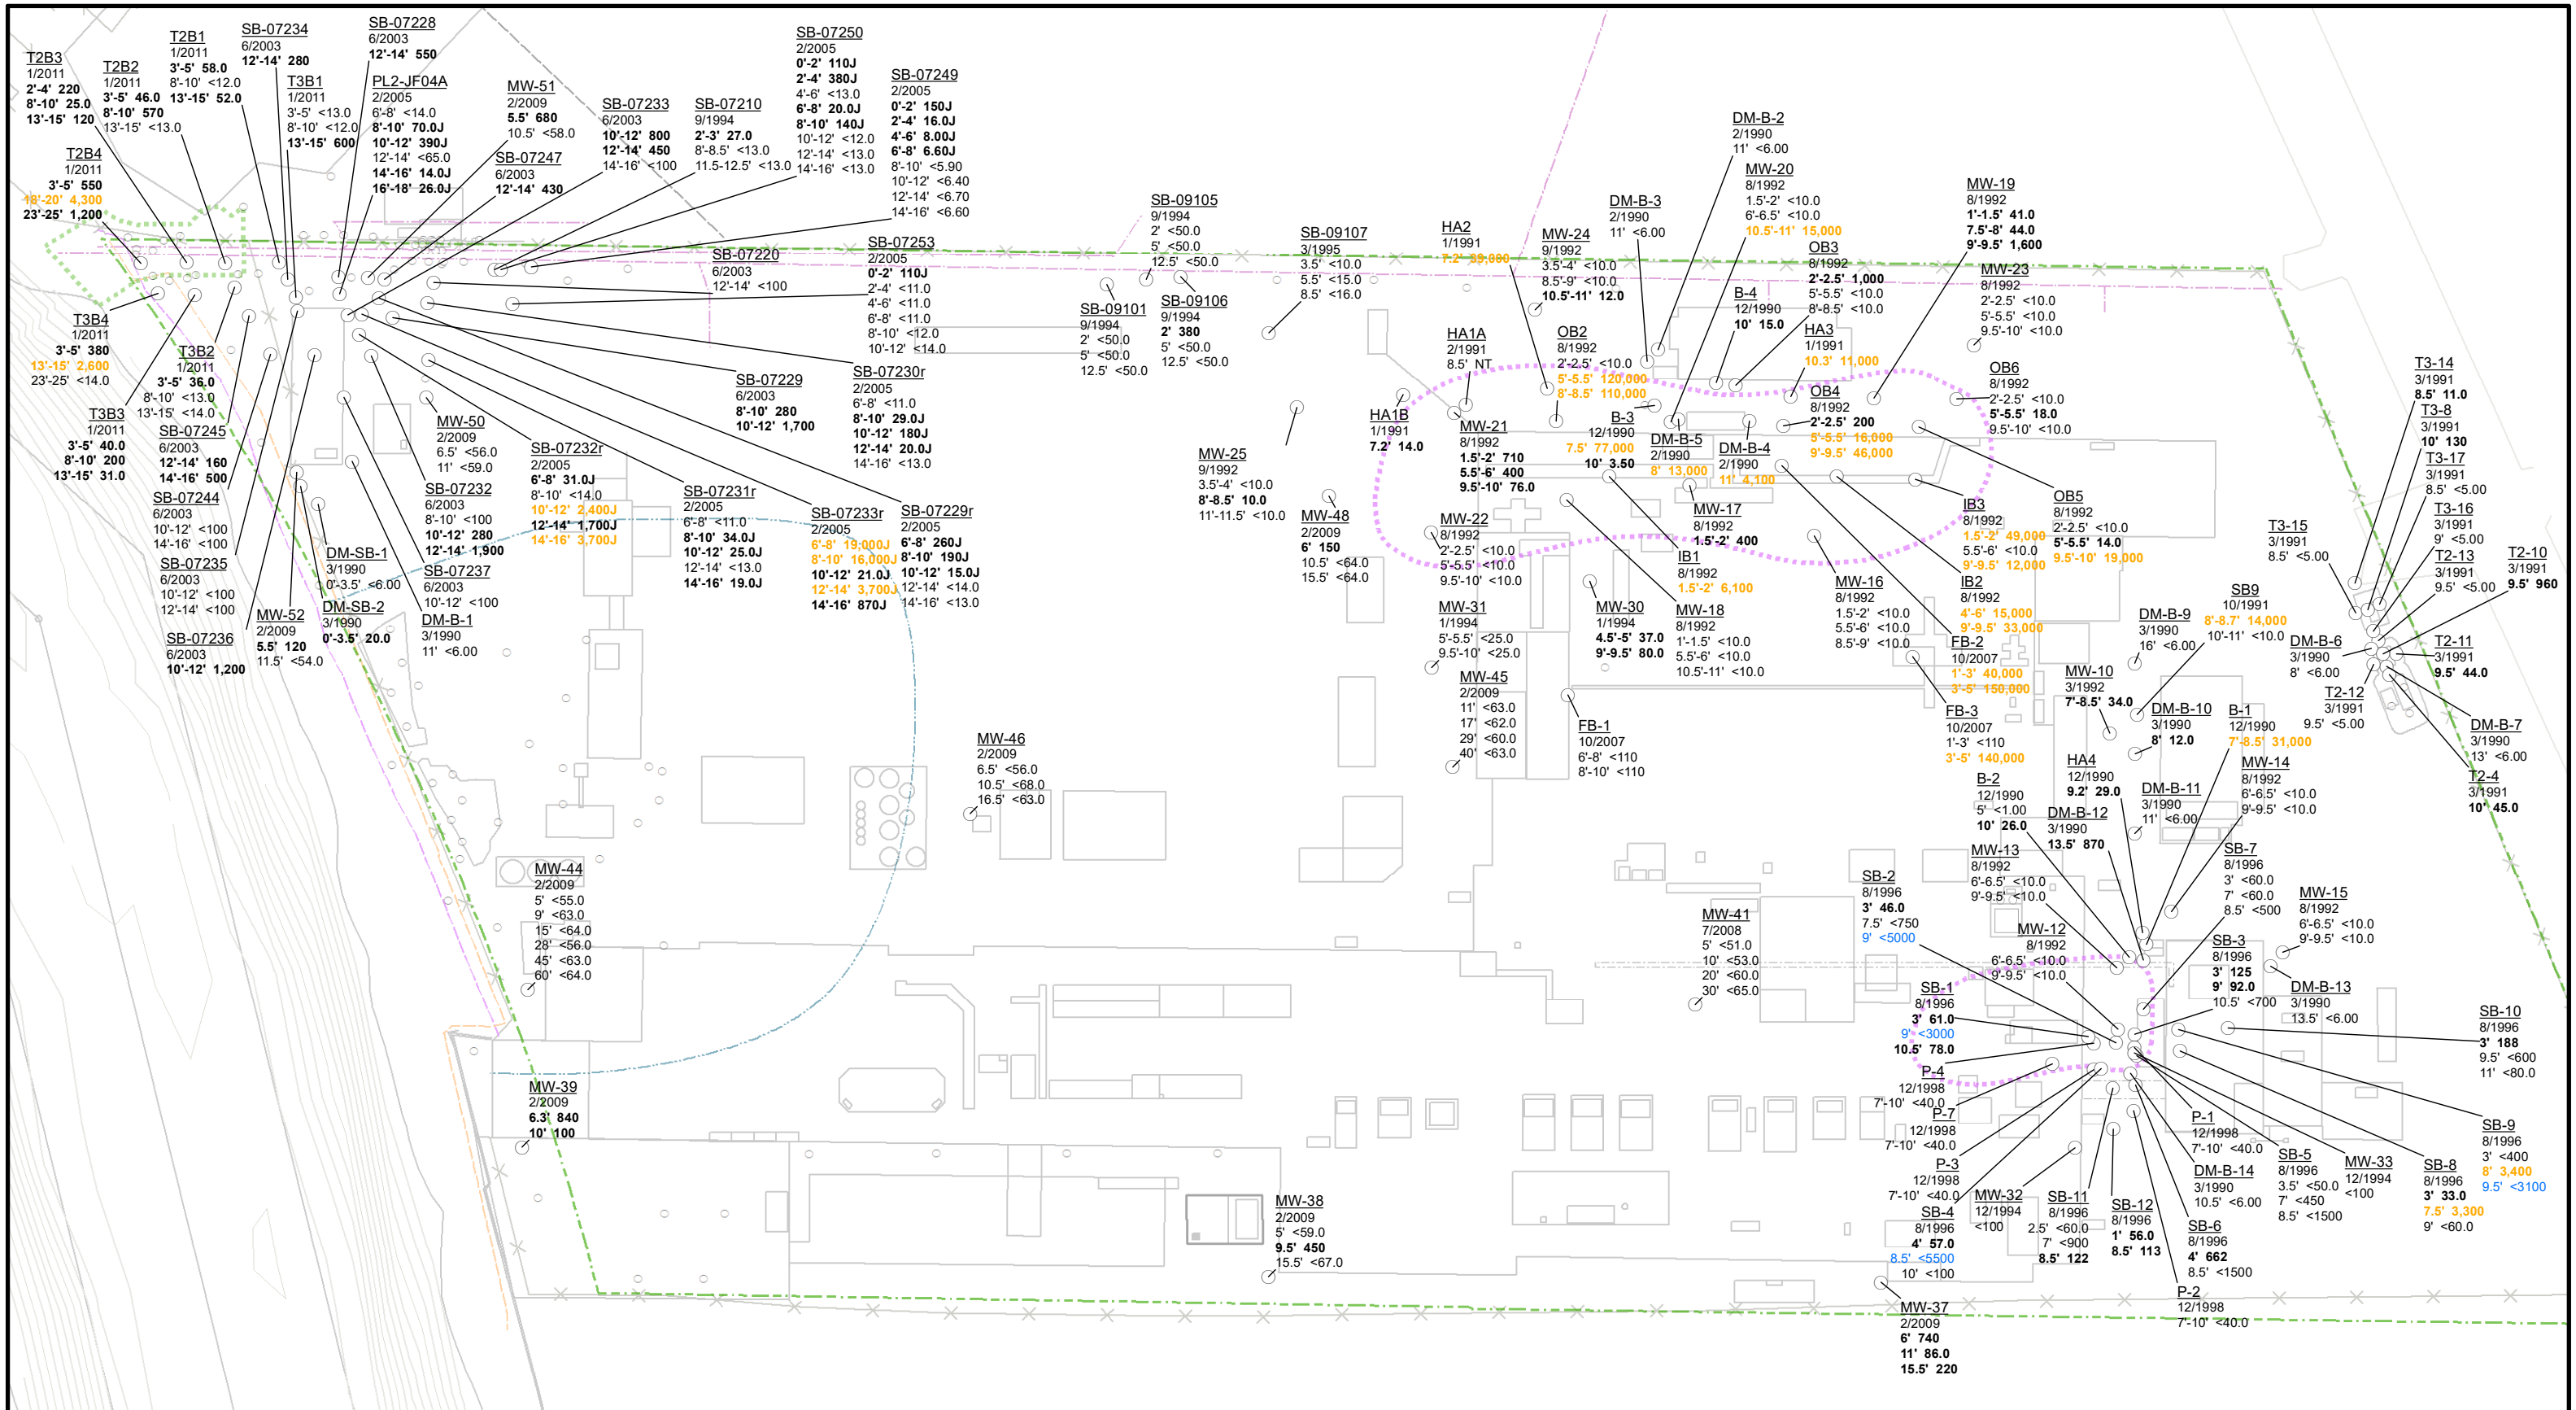 T2B3
1/2011
2'-4' 220
8'-10' 25.0
13'-15' 120
T2B2
1/2011
3'-5' 46.0
8'-10' 570
13'-15' <13.0
T2B1
1/2011
3'-5' 58.0
8'-10' <12.0
13'-15' 52.0
SB-07234
6/2003
12'-14' 280
T3B1
1/2011
3'-5' <13.0
8'-10' <12.0
13'-15' 600
SB-07228
6/2003
12'-14' 550
PL2-JF04A
2/2005
6'-8' <14.0
8'-10' 70.0J
10'-12' 390J
12'-14' <65.0
14'-16' 14.0J
16'-18' 26.0J
MW-51
2/2009
5.5' 680
10.5' <58.0
SB-07247
6/2003
12'-14' 430
SB-07233
6/2003
10'-12' 800
12'-14' 450
14'-16' <100
SB-07210
9/1994
2'-3' 27.0
8'-8.5' <13.0
11.5-12.5' <13.0
SB-07250
2/2005
0'-2' 110J
2'-4' 380J
4'-6' <13.0
6'-8' 20.0J
8'-10' 140J
10'-12' <12.0
12'-14' <13.0
14'-16' <13.0
SB-07249
2/2005
0'-2' 150J
2'-4' 16.0J
4'-6' 8.00J
6'-8' 6.60J
8'-10' <5.90
10'-12' <6.40
12'-14' <6.70
14'-16' <6.60
T2B4
1/2011
3'-5' 550
18'-20' 4,300
23'-25' 1,200
SB-07220
6/2003
12'-14' <100
SB-07253
2/2005
0'-2' 110J
2'-4' <11.0
4'-6' <11.0
6'-8' <11.0
8'-10' <12.0
10'-12' <14.0
SB-09105
9/1994
2' <50.0
5' <50.0
12.5' <50.0
SB-09101
9/1994
2' <50.0
5' <50.0
12.5' <50.0
SB-09106
9/1994
2' 380
5' <50.0
12.5' <50.0
SB-09107
3/1995
3.5' <10.0
5.5' <15.0
8.5' <16.0
HA2
1/1991
7.2' 39,000
MW-24
9/1992
3.5'-4' <10.0
8.5'-9' <10.0
10.5'-11' 12.0
DM-B-3
2/1990
11' <6.00
DM-B-2
2/1990
11' <6.00
MW-20
8/1992
1.5'-2' <10.0
6'-6.5' <10.0
10.5'-11' 15,000
OB3
8/1992
2'-2.5' 1,000
5'-5.5' <10.0
8'-8.5' <10.0
MW-19
8/1992
1'-1.5' 41.0
7.5'-8' 44.0
9'-9.5' 1,600
MW-23
8/1992
2'-2.5' <10.0
5'-5.5' <10.0
9.5'-10' <10.0
B-4
12/1990
10' 15.0
HA3
1/1991
10.3' 11,000
HA1A
2/1991
8.5' NT
OB2
8/1992
2'-2.5' <10.0
5'-5.5' 120,000
8'-8.5' 110,000
HA1B
1/1991
7.2' 14.0
MW-21
8/1992
1.5'-2' 710
5.5'-6' 400
9.5'-10' 76.0
B-3
12/1990
7.5' 77,000
10' 3.50
DM-B-5
2/1990
8' 13,000
DM-B-4
2/1990
11' 4,100
OB4
8/1992
2'-2.5' 200
5'-5.5' 16,000
9'-9.5' 46,000
OB6
8/1992
2'-2.5' <10.0
5'-5.5' 18.0
9.5'-10' <10.0
T3B4
1/2011
3'-5' 380
13'-15' 2,600
23'-25' <14.0
T3B2
1/2011
3'-5' 36.0
8'-10' <13.0
13'-15' <14.0
T3B3
1/2011
3'-5' 40.0
8'-10' 200
13'-15' 31.0
SB-07245
6/2003
12'-14' 160
14'-16' 500
SB-07244
6/2003
10'-12' <100
14'-16' <100
SB-07235
6/2003
10'-12' <100
12'-14' <100
SB-07236
6/2003
10'-12' 1,200
MW-52
2/2009
5.5' 120
11.5' <54.0
DM-SB-1
3/1990
0'-3.5' <6.00
DM-SB-2
3/1990
0'-3.5' 20.0
MW-50
2/2009
6.5' <56.0
11' <59.0
SB-07232
6/2003
8'-10' <100
10'-12' 280
12'-14' 1,900
SB-07237
6/2003
10'-12' <100
DM-B-1
3/1990
11' <6.00
SB-07232r
2/2005
6'-8' 31.0J
8'-10' <14.0
10'-12' 2,400J
12'-14' 1,700J
14'-16' 3,700J
SB-07229
6/2003
8'-10' 280
10'-12' 1,700
SB-07230r
2/2005
6'-8' <11.0
8'-10' 29.0J
10'-12' 180J
12'-14' 20.0J
14'-16' <13.0
SB-07231r
2/2005
6'-8' <11.0
8'-10' 34.0J
10'-12' 25.0J
12'-14' <13.0
14'-16' 19.0J
SB-07233r
2/2005
6'-8' 19,000J
8'-10' 16,000J
10'-12' 21.0J
12'-14' 3,700J
14'-16' 870J
SB-07229r
2/2005
6'-8' 260J
8'-10' 190J
10'-12' 15.0J
12'-14' <14.0
14'-16' <13.0
MW-25
9/1992
3.5'-4' <10.0
8'-8.5' 10.0
11'-11.5' <10.0
MW-48
2/2009
6' 150
10.5' <64.0
15.5' <64.0
MW-22
8/1992
2'-2.5' <10.0
5'-5.5' <10.0
9.5'-10' <10.0
MW-31
1/1994
5'-5.5' <25.0
9.5'-10' <25.0
MW-45
2/2009
11' <63.0
17' <62.0
29' <60.0
40' <63.0
MW-30
1/1994
4.5'-5' 37.0
9'-9.5' 80.0
MW-17
8/1992
1.5'-2' 400
IB1
8/1992
1.5'-2' 6,100
MW-18
8/1992
1'-1.5' <10.0
5.5'-6' <10.0
10.5'-11' <10.0
FB-1
10/2007
6'-8' <110
8'-10' <110
MW-16
8/1992
1.5'-2' <10.0
5.5'-6' <10.0
8.5'-9' <10.0
IB3
8/1992
1.5'-2' 49,000
5.5'-6' <10.0
9'-9.5' 12,000
OB5
8/1992
2'-2.5' <10.0
5'-5.5' 14.0
9.5'-10' 19,000
IB2
8/1992
4'-6' 15,000
9'-9.5' 33,000
FB-2
10/2007
1'-3' 40,000
3'-5' 150,000
FB-3
10/2007
1'-3' <110
3'-5' 140,000
T3-14
3/1991
8.5' 11.0
T3-8
3/1991
10' 130
T3-17
3/1991
8.5' <5.00
T3-16
3/1991
9' <5.00
T3-15
3/1991
8.5' <5.00
T2-13
3/1991
9.5' <5.00
T2-10
3/1991
9.5' 960
SB9
10/1991
8'-8.7' 14,000
10'-11' <10.0
DM-B-9
3/1990
16' <6.00
DM-B-6
3/1990
8' <6.00
T2-11
3/1991
9.5' 44.0
T2-12
3/1991
9.5' <5.00
DM-B-7
3/1990
13' <6.00
T2-4
3/1991
10' 45.0
MW-10
3/1992
7'-8.5' 34.0
DM-B-10
3/1990
8' 12.0
B-1
12/1990
7'-8.5' 31,000
MW-14
8/1992
6'-6.5' <10.0
9'-9.5' <10.0
HA4
12/1990
9.2' 29.0
DM-B-11
3/1990
11' <6.00
B-2
12/1990
5' <1.00
10' 26.0
DM-B-12
3/1990
13.5' 870
MW-13
8/1992
6'-6.5' <10.0
9'-9.5' <10.0
SB-7
8/1996
3' <60.0
7' <60.0
8.5' <500
MW-15
8/1992
6'-6.5' <10.0
9'-9.5' <10.0
MW-46
2/2009
6.5' <56.0
10.5' <68.0
16.5' <63.0
MW-44
2/2009
5' <55.0
9' <63.0
15' <64.0
28' <56.0
45' <63.0
60' <64.0
MW-41
7/2008
5' <51.0
10' <53.0
20' <60.0
30' <65.0
SB-2
8/1996
3' 46.0
7.5' <750
9' <5000
MW-12
8/1992
6'-6.5' <10.0
9'-9.5' <10.0
SB-3
8/1996
3' 125
9' 92.0
10.5' <700
DM-B-13
3/1990
13.5' <6.00
SB-1
8/1996
3' 61.0
9' <3000
10.5' 78.0
SB-10
8/1996
3' 188
9.5' <600
11' <80.0
P-4
12/1998
7'-10' <40.0
P-7
12/1998
7'-10' <40.0
P-3
12/1998
7'-10' <40.0
SB-4
8/1996
4' 57.0
8.5' <5500
10' <100
MW-32
12/1994
<100
SB-11
8/1996
2.5' <60.0
7' <900
8.5' 122
SB-12
8/1996
1' 56.0
8.5' 113
P-1
12/1998
7'-10' <40.0
DM-B-14
3/1990
10.5' <6.00
SB-6
8/1996
4' 662
8.5' <1500
P-2
12/1998
7'-10' <40.0
SB-5
8/1996
3.5' <50.0
7' <450
8.5' <1500
MW-33
12/1994
<100
SB-8
8/1996
3' 33.0
7.5' 3,300
9' <60.0
SB-9
8/1996
3' <400
8' 3,400
9.5' <3100
MW-39
2/2009
6.3' 840
10' 100
MW-38
2/2009
5' <59.0
9.5' 450
15.5' <67.0
MW-37
2/2009
6' 740
11' 86.0
15.5' 220